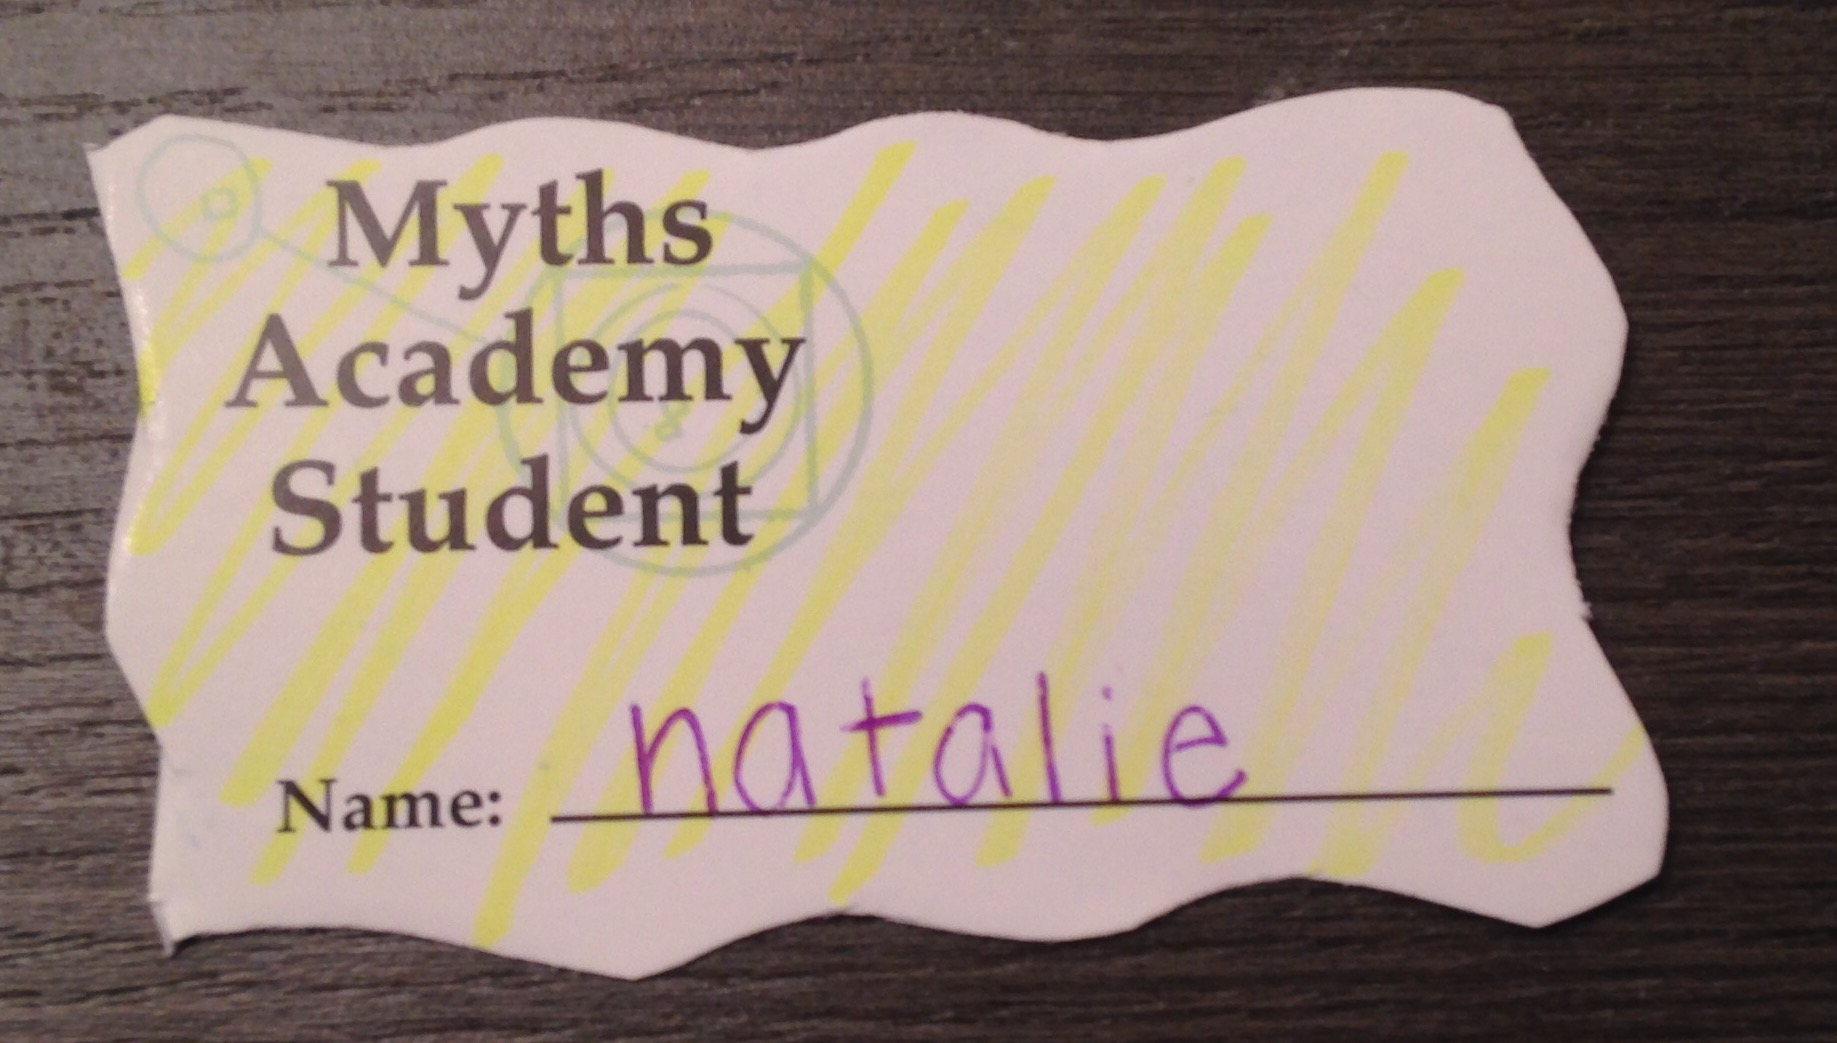 Myths
Academy
Student
Name: natalie